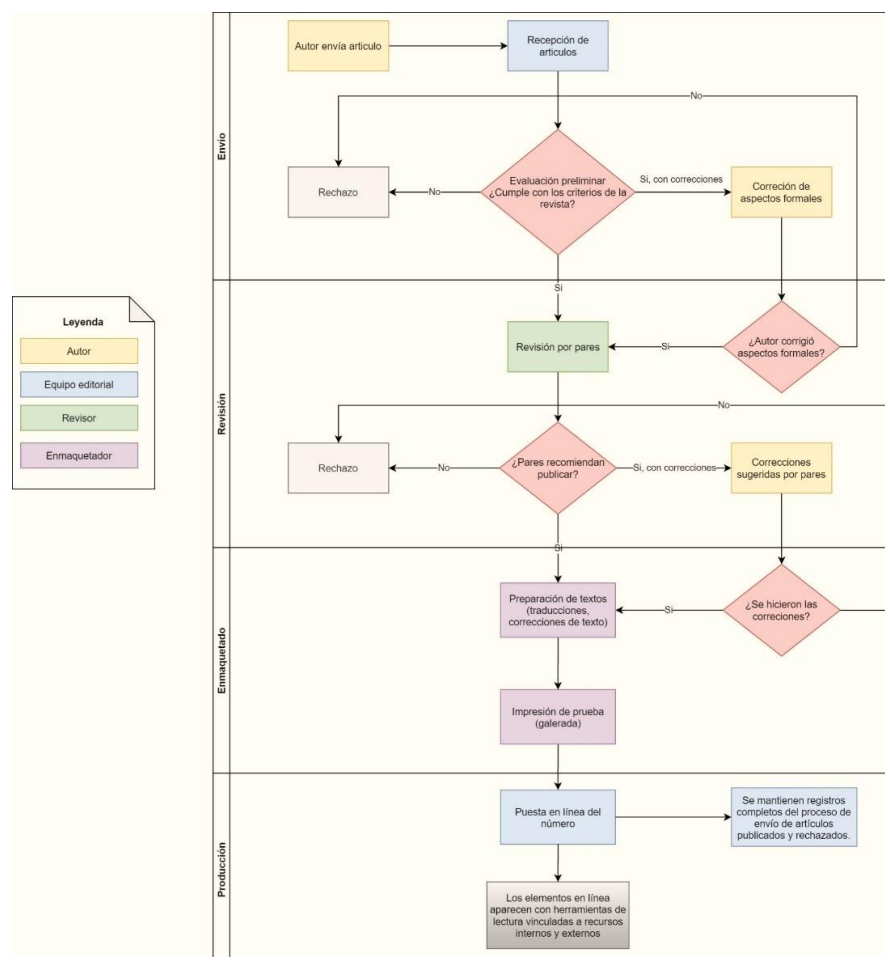 Envío
Autor envía articulo
Recepción de
articulos
No
Rechazo
No
Evaluación preliminar
¿Cumple con los criterios de la
revista?
Si, con correcciones
Correción de
aspectos formales
Si
Leyenda
Autor
Equipo editorial
Revisor
Enmaquetador
Revisión
Revisión por pares
Si
¿Autor corrigió
aspectos formales?
No
Rechazo
No
¿Pares recomiendan
publicar?
Si, con correcciones
Correcciones
sugeridas por pares
Si
Enmaquetado
Preparación de textos
(traducciones,
correcciones de texto)
Si
¿Se hicieron las
correciones?
Impresión de prueba
(galerada)
Producción
Puesta en línea del
número
Se mantienen registros
completos del proceso de
envío de artículos
publicados y rechazados.
Los elementos en línea
aparecen con herramientas de
lectura vinculadas a recursos
internos y externos